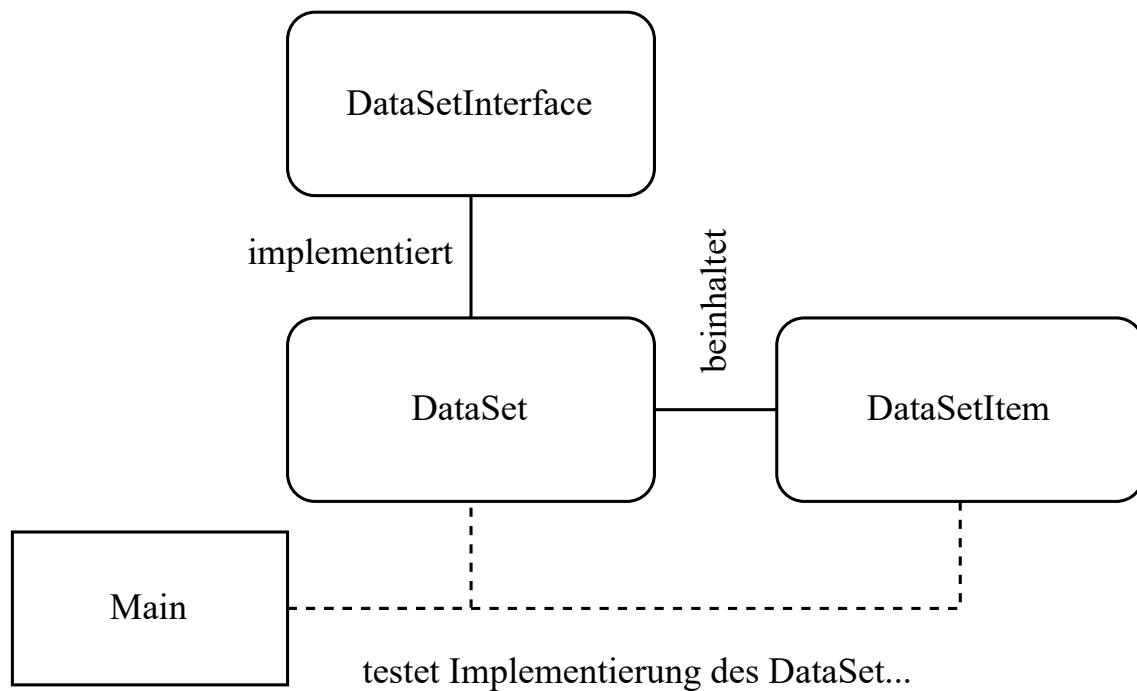 DataSetInterface
implementiert
beinhaltet
DataSet
DataSetItem
Main
testet Implementierung des DataSet...